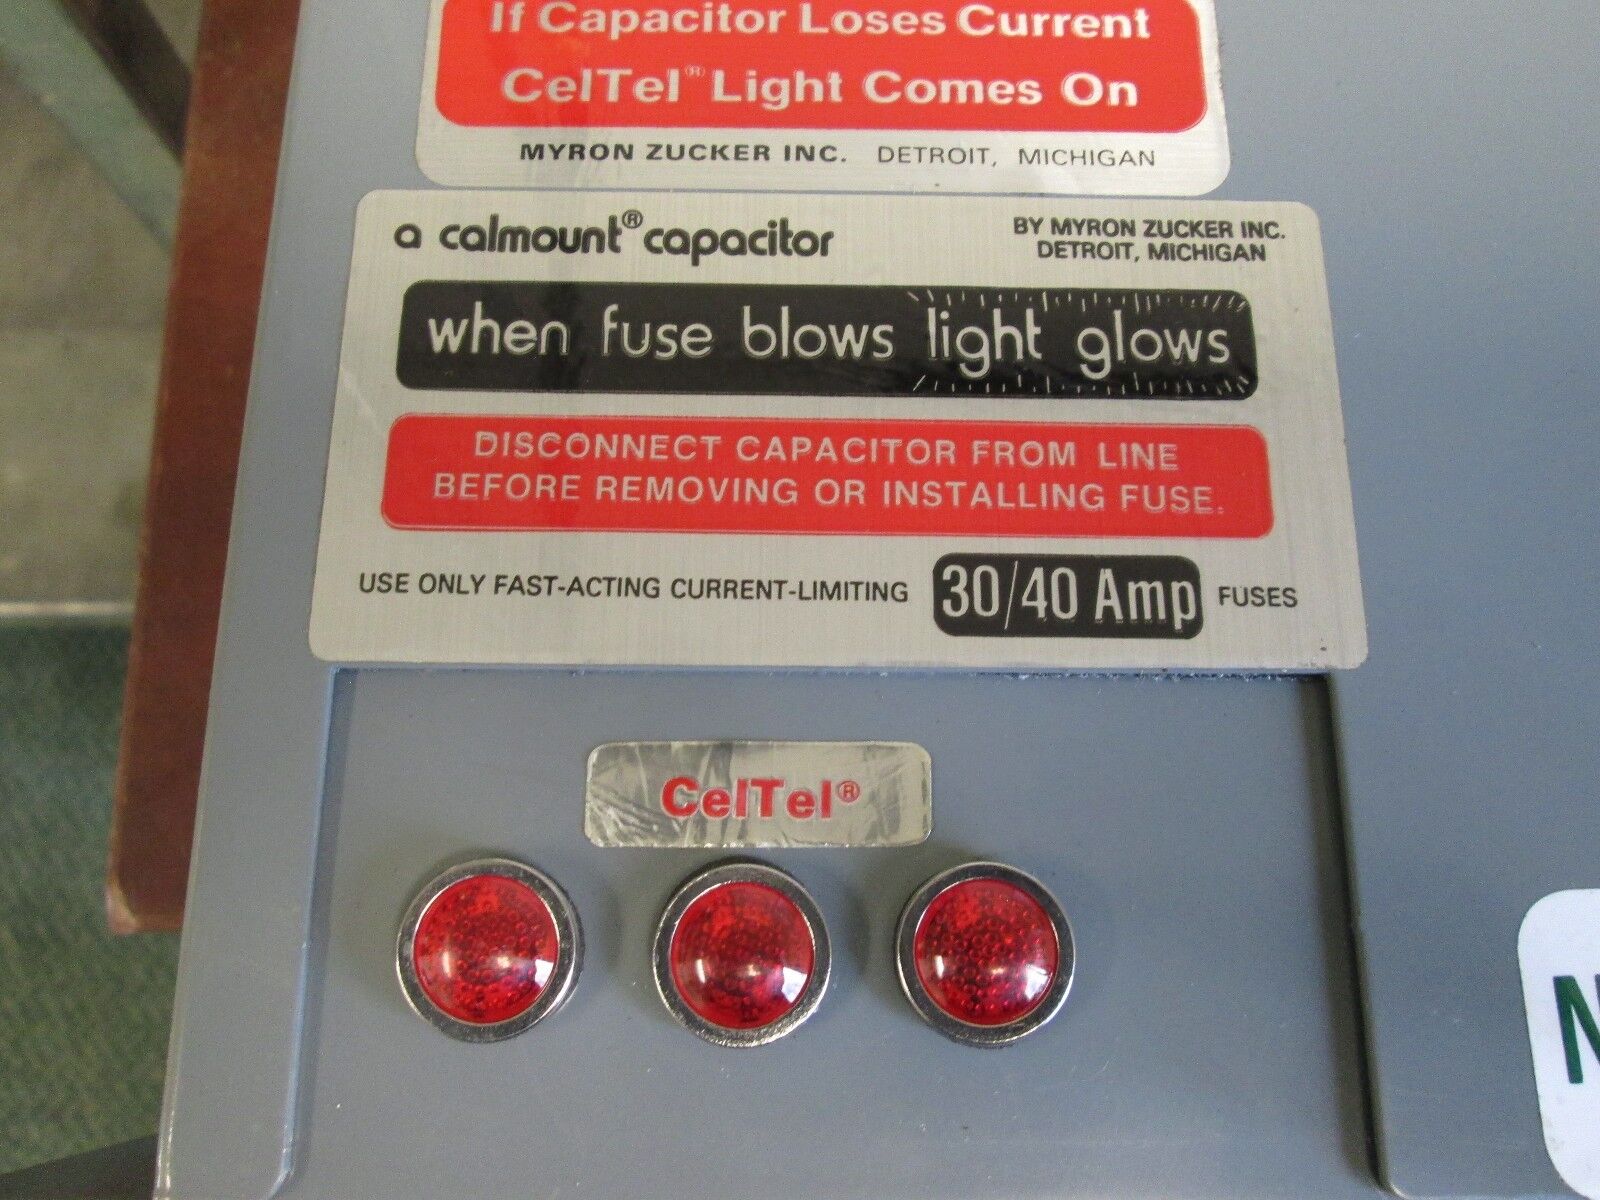 If Capacitor Loses Current
CelTel® Light Comes On
MYRON ZUCKER INC. DETROIT, MICHIGAN
a calmount® capacitor
BY MYRON ZUCKER INC.
DETROIT, MICHIGAN
when fuse blows light glows
DISCONNECT CAPACITOR FROM LINE
BEFORE REMOVING OR INSTALLING FUSE.
USE ONLY FAST-ACTING CURRENT-LIMITING 30/40 Amp FUSES
CelTel®